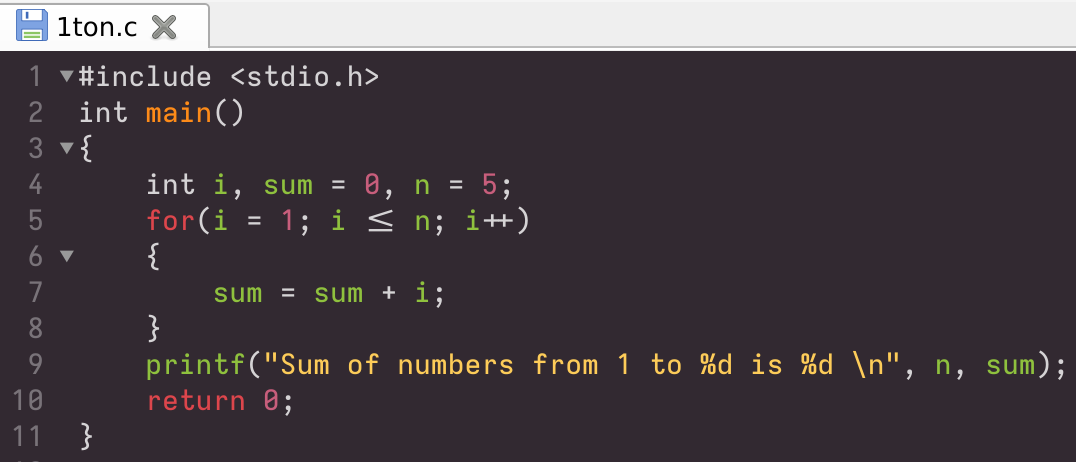 1ton.c
1 #include <stdio.h>
2 int main()
3 {
4     int i, sum = 0, n = 5;
5     for(i = 1; i <= n; i++)
6     {
7         sum = sum + i;
8     }
9     printf("Sum of numbers from 1 to %d is %d \n", n, sum);
10     return 0;
11 }